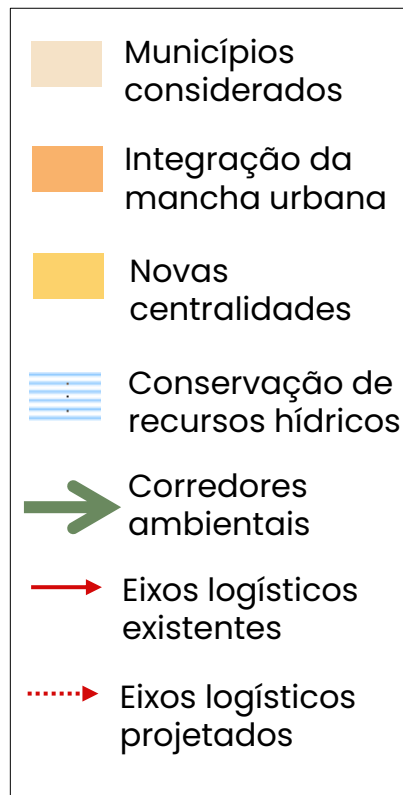 Municípios
considerados
Integração da
mancha urbana
Novas
centralidades
Conservação de
recursos hídricos
Corredores
ambientais
Eixos logísticos
existentes
Eixos logísticos
projetados